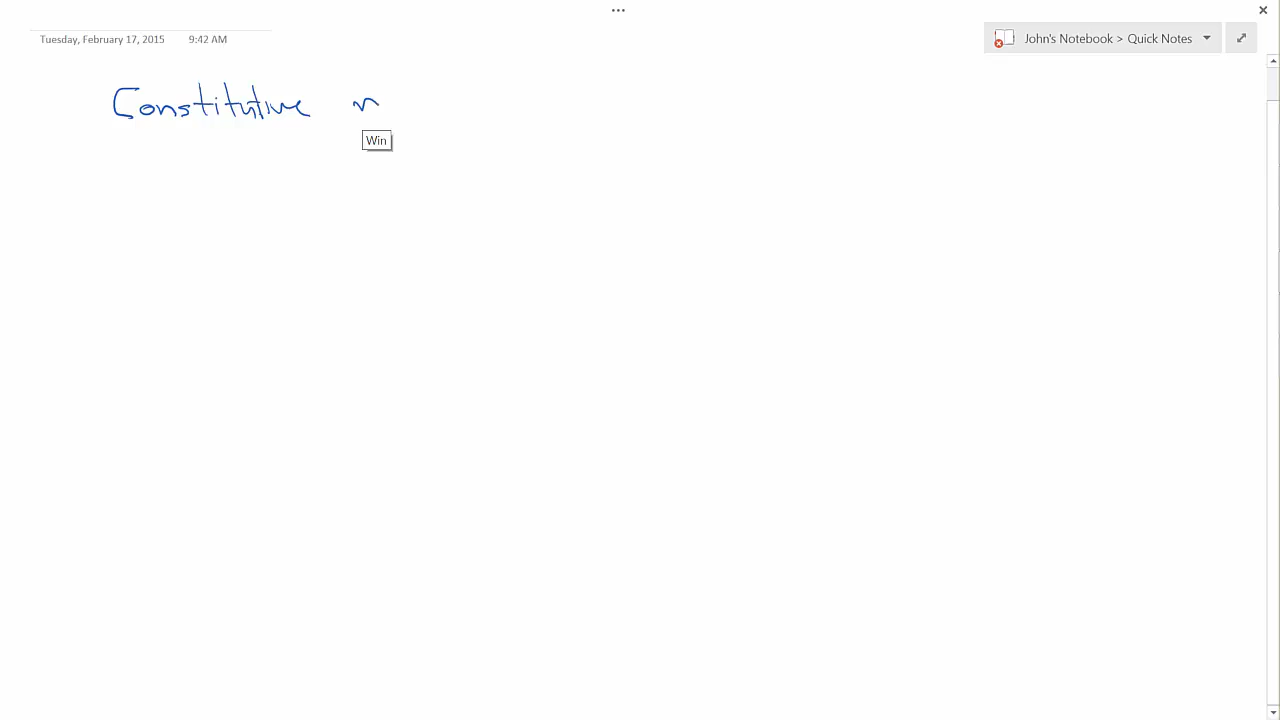 Tuesday, February 17, 2015 9:42 AM
John's Notebook > Quick Notes
Constitutive n
Win